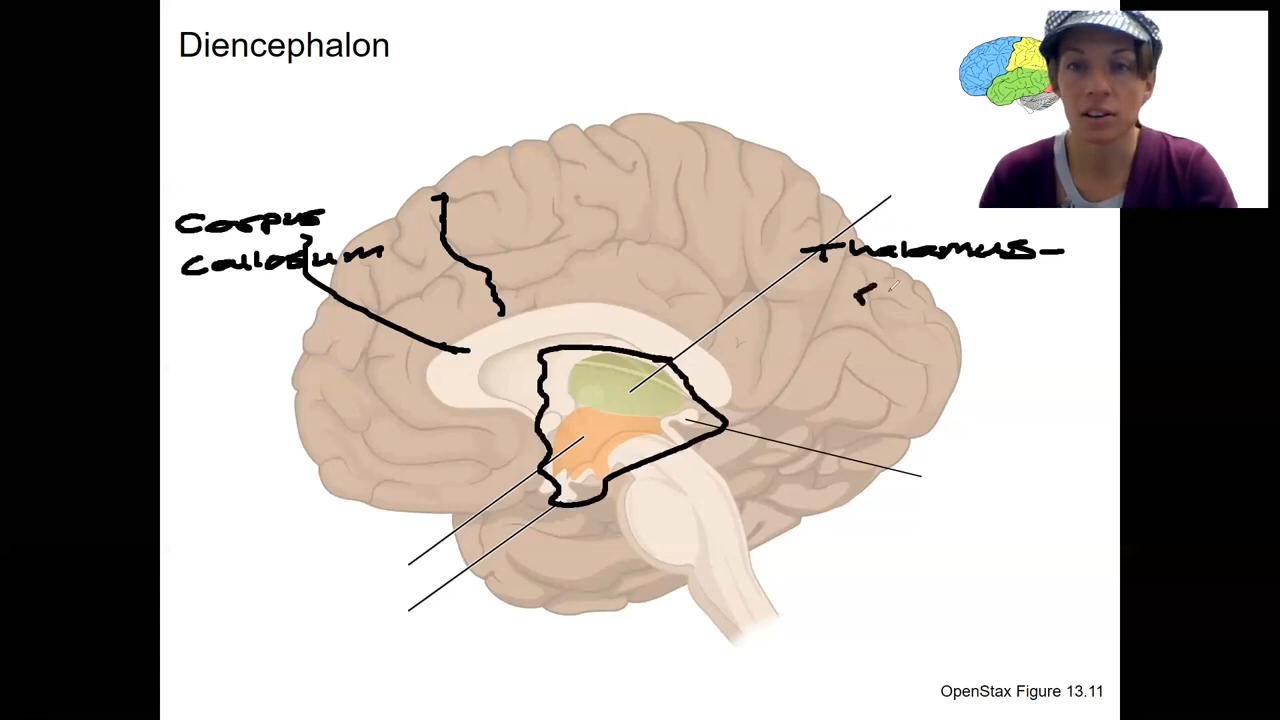 Diencephalon
Corpus
Callosum
Thalamus-
OpenStax Figure 13.11